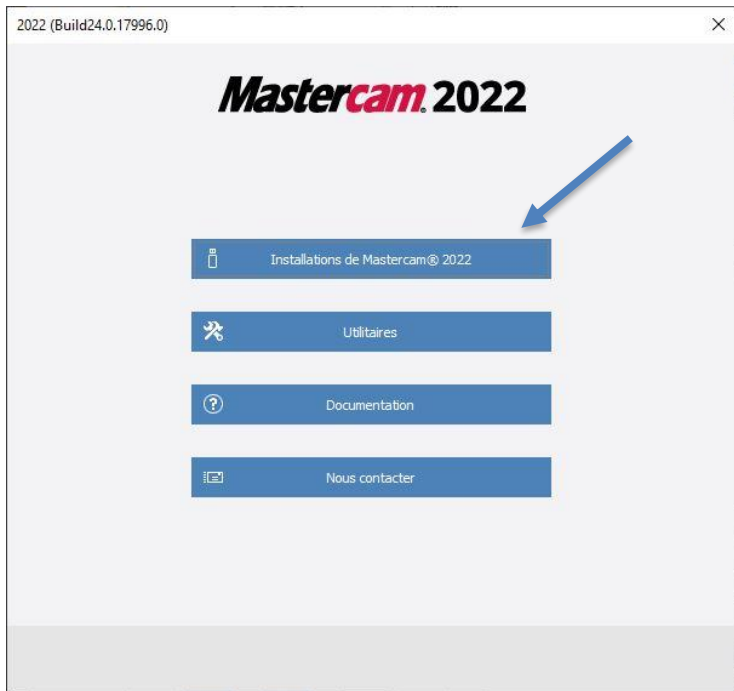 2022 (Build24.0.17996.0)
Mastercam. 2022
Installations de Mastercam® 2022
Utilitaires
Documentation
Nous contacter